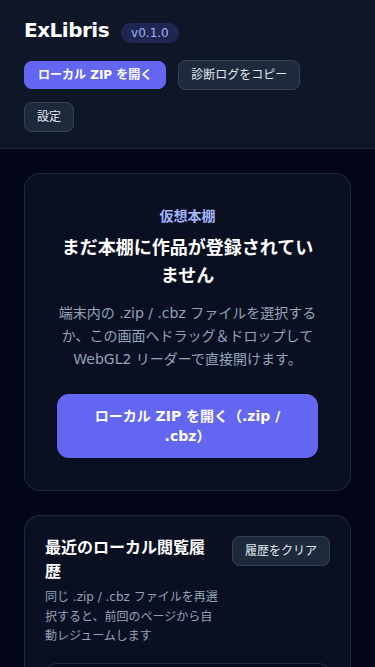 ExLibris v0.1.0
ローカル ZIP を開く 診断ログをコピー
設定
仮想本棚
まだ本棚に作品が登録されてい
ません
端末内の .zip / .cbz ファイルを選択する
か、この画面へドラッグ＆ドロップして
WebGL2 リーダーで直接開けます。
ローカル ZIP を開く（.zip /
.cbz）
最近のローカル閲覧履
歴
履歴をクリア
同じ .zip / .cbz ファイルを再選
択すると、前回のページから自
動レジュームします